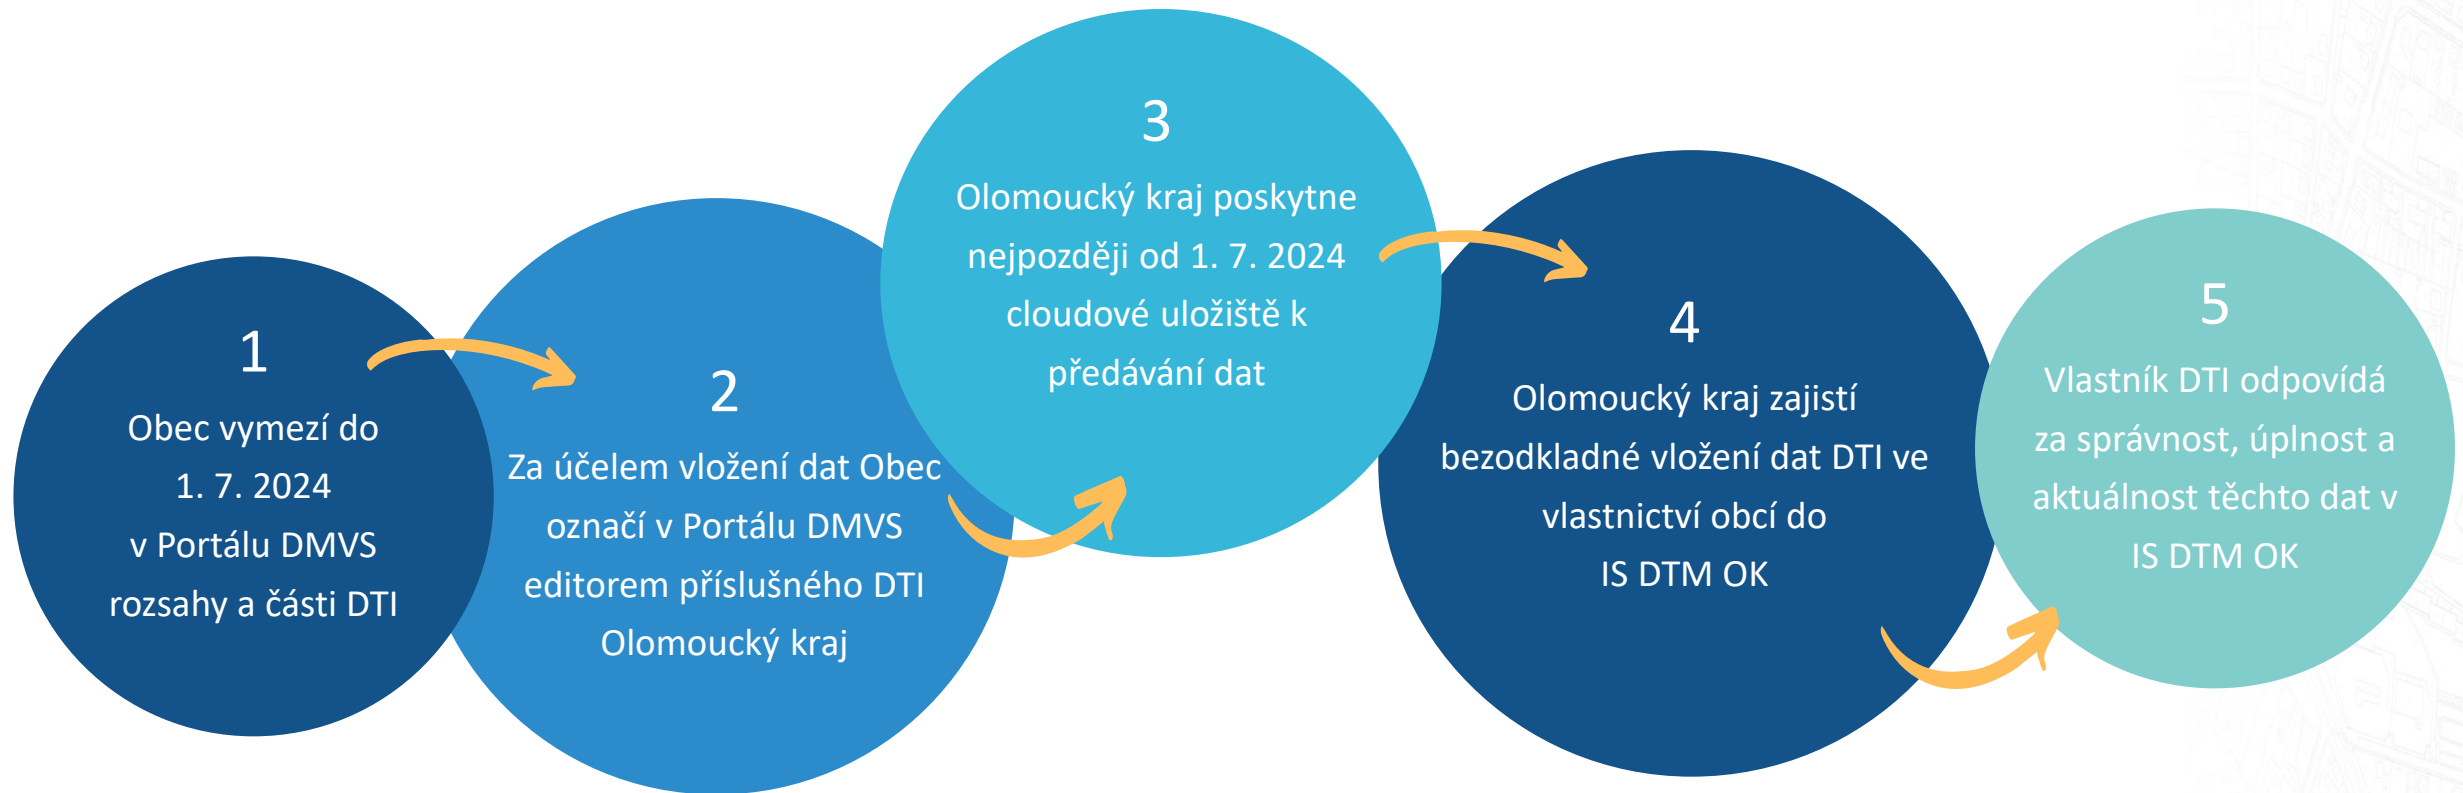 1
Obec vymezí do
1. 7. 2024
v Portálu DMVS
rozsahy a části DTI
2
Za účelem vložení dat Obec
označí v Portálu DMVS
editorem příslušného DTI
Olomoucký kraj
3
Olomoucký kraj poskytne
nejpozději od 1. 7. 2024
cloudové uložiště k
předávání dat
4
Olomoucký kraj zajistí
bezodkladné vložení dat DTI ve
vlastnictví obcí do
IS DTM OK
5
Vlastník DTI odpovídá
za správnost, úplnost a
aktuálnost těchto dat v
IS DTM OK